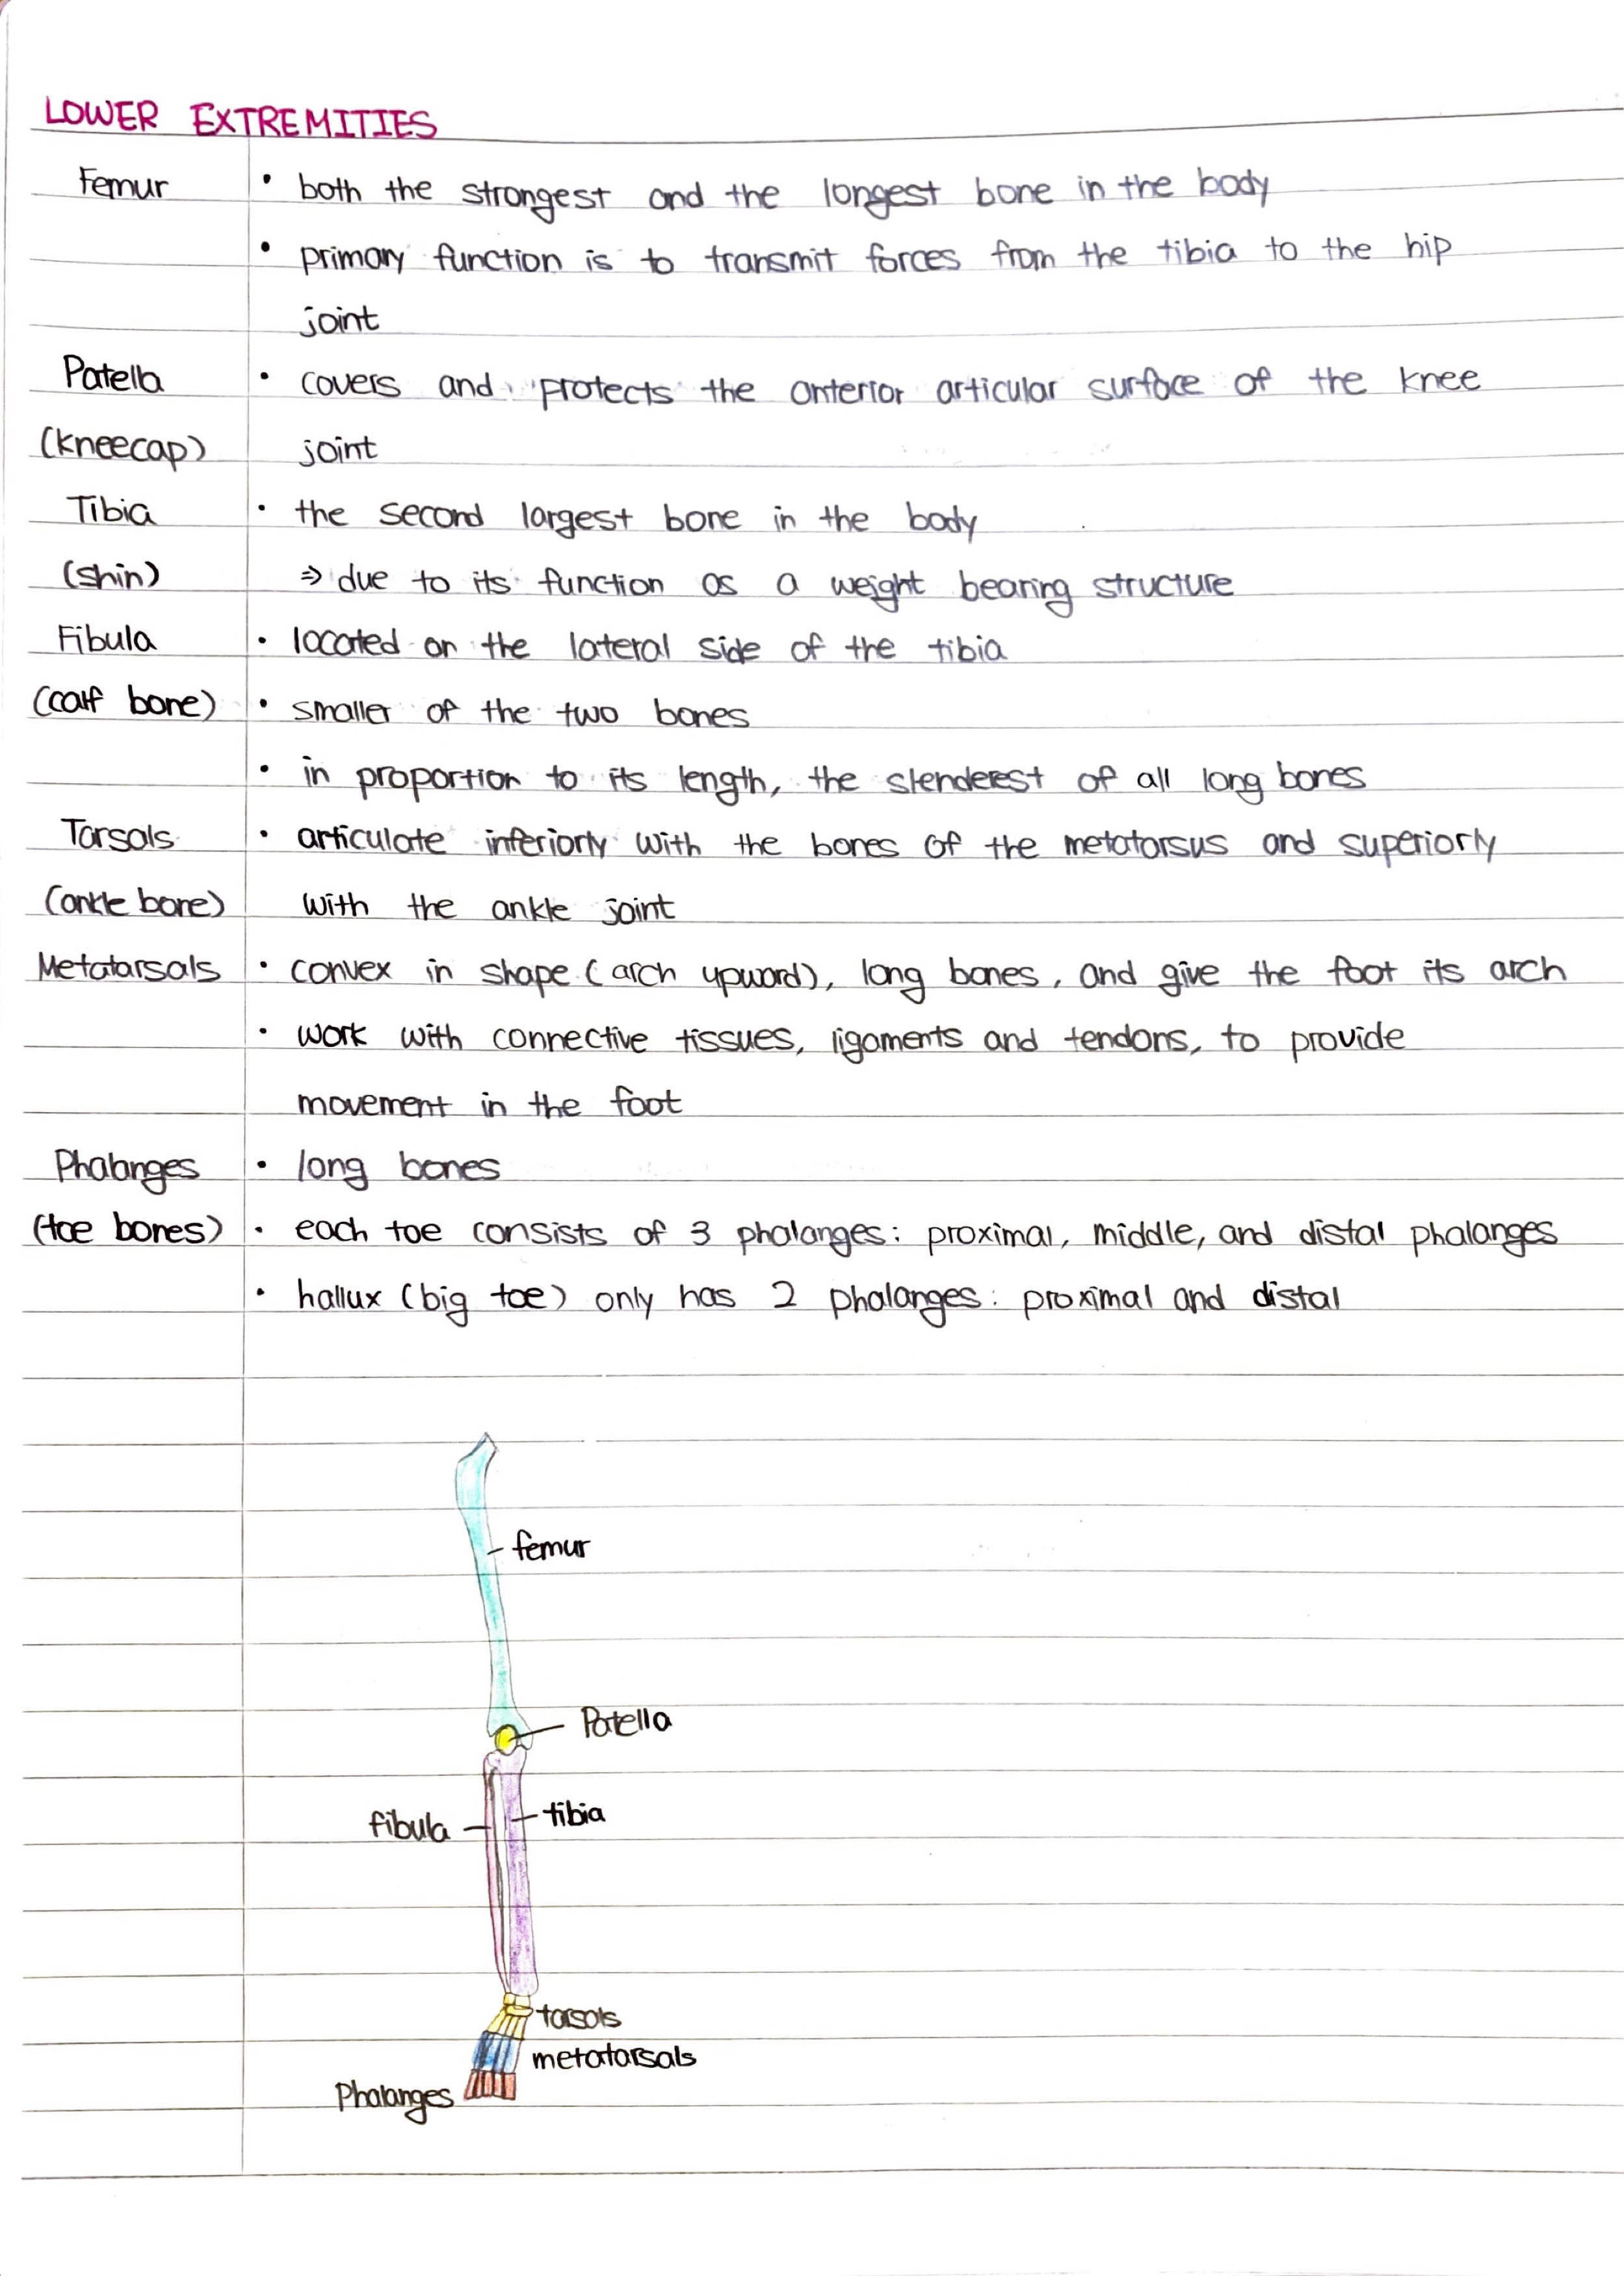 LOWER EXTREMITIES
Femur • both the strongest and the longest bone in the body
• primary function is to transmit forces from the tibia to the hip
joint
Patella • covers and protects the anterior articular surface of the knee
(kneecap) joint
Tibia • the second largest bone in the body
(shin) ⇒ due to its function as a weight bearing structure
Fibula • located on the lateral side of the tibia
(calf bone) • smaller of the two bones
• in proportion to its length, the slenderest of all long bones
Tarsals • articulate inferiorly with the bones of the metatarsus and superiorly
(ankle bone) with the ankle joint
Metatarsals • convex in shape (arch upward), long bones, and give the foot its arch
• work with connective tissues, ligaments and tendons, to provide
movement in the foot
Phalanges • long bones
(toe bones) • each toe consists of 3 phalanges: proximal, middle, and distal phalanges
• hallux (big toe) only has 2 phalanges: proximal and distal
femur
Patella
fibula tibia
tarsals
metatarsals
Phalanges